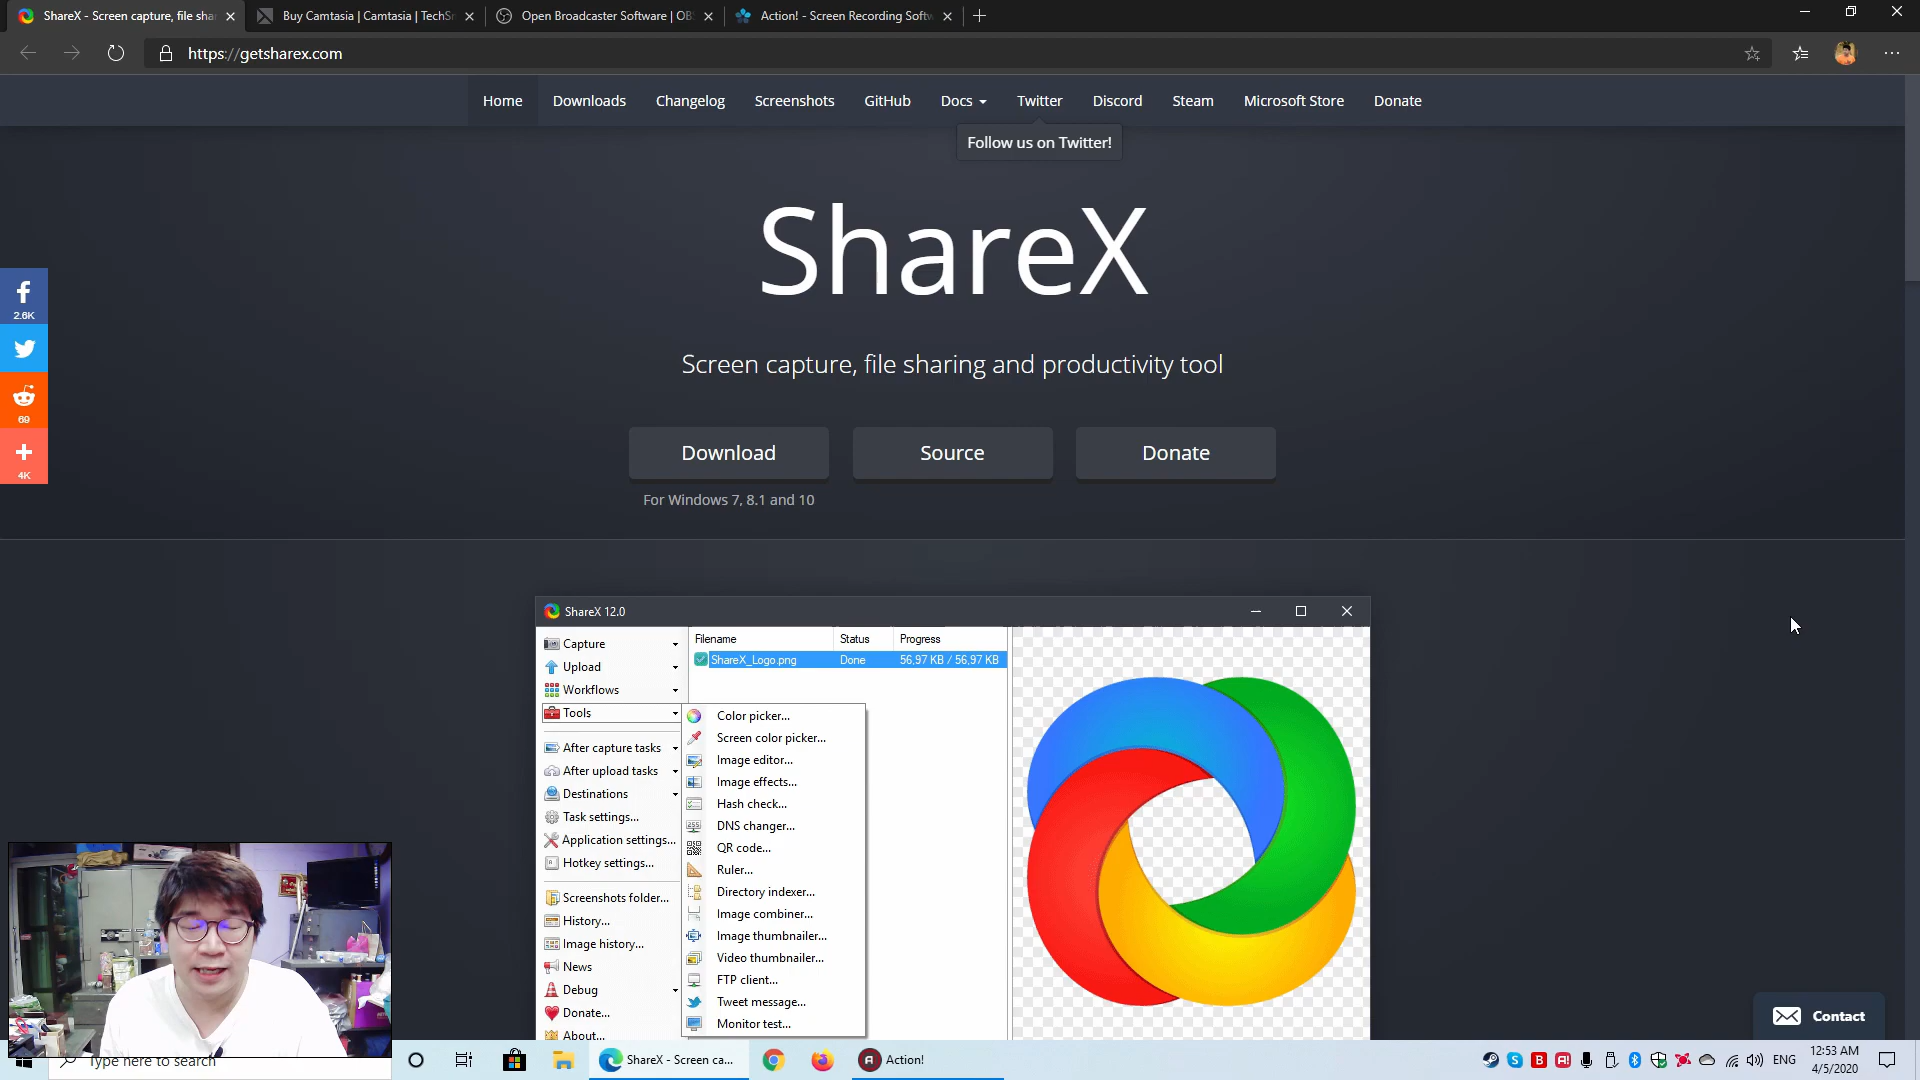 ShareX - Screen capture, file sha
Buy Camtasia | Camtasia | TechS
Open Broadcaster Software | OB
Action! - Screen Recording Softw
https://getsharex.com
Home
Downloads
Changelog
Screenshots
GitHub
Docs
Twitter
Discord
Steam
Microsoft Store
Donate
Follow us on Twitter!
ShareX
Screen capture, file sharing and productivity tool
2.6K
69
4K
Download
Source
Donate
For Windows 7, 8.1 and 10
ShareX 12.0
Capture
Upload
Workflows
Tools
After capture tasks
After upload tasks
Destinations
Task settings...
Application settings...
Hotkey settings...
Screenshots folder...
History...
Image history...
News
Debug
Donate...
About...
Filename
Status
Progress
ShareX_Logo.png
Done
56,97 KB / 56,97 KB
Color picker...
Screen color picker...
Image editor...
Image effects...
Hash check...
DNS changer...
QR code...
Ruler...
Directory indexer...
Image combiner...
Image thumbnailer...
Video thumbnailer...
FTP client...
Tweet message...
Monitor test...
Contact
Type here to search
ShareX - Screen ca...
Action!
ENG
12:53 AM
4/5/2020